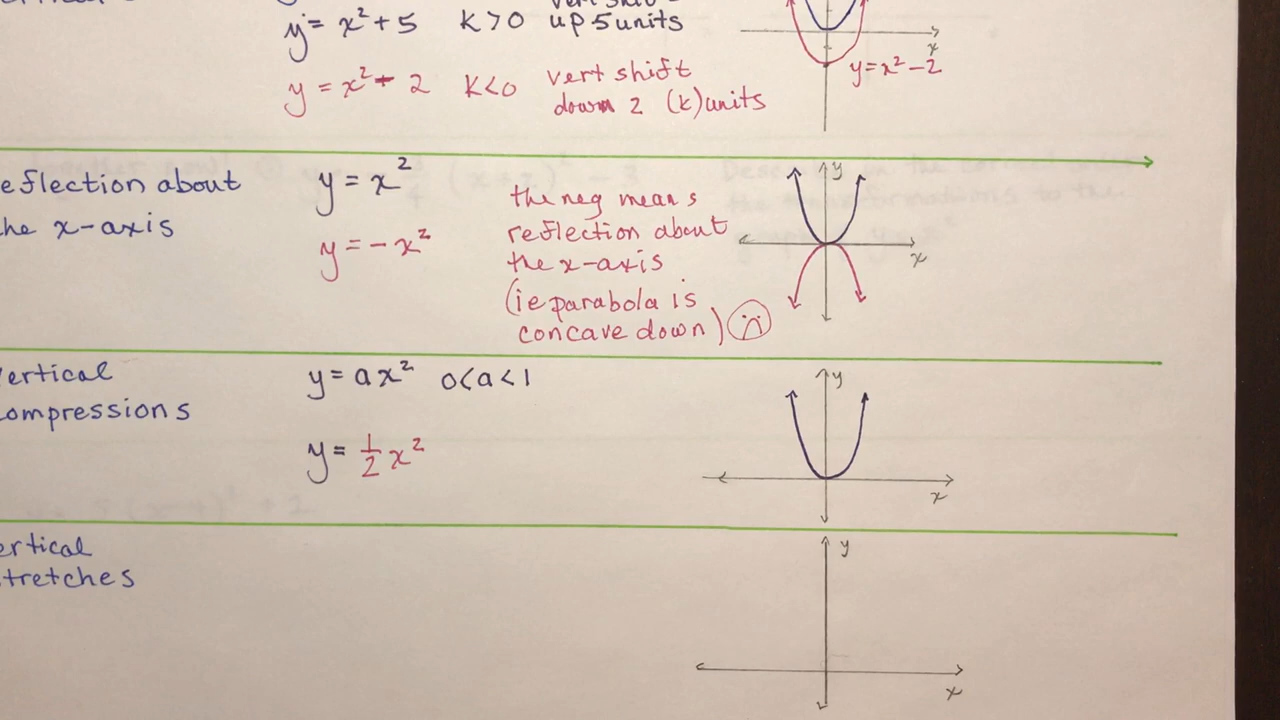 y = x² + 5 K > 0 up 5 units
x
y = x² - 2
y = x² - 2 K<0 vert shift
down 2 (k) units
eflection about
he x-axis
y = x²
y = - x²
the neg means
reflection about
the x-axis
(ie parabola is
concave down)
y
x
ertical
ompressions
y = ax² 0<a<1
y = ½ x²
y
x
ertical
tretches
y
x